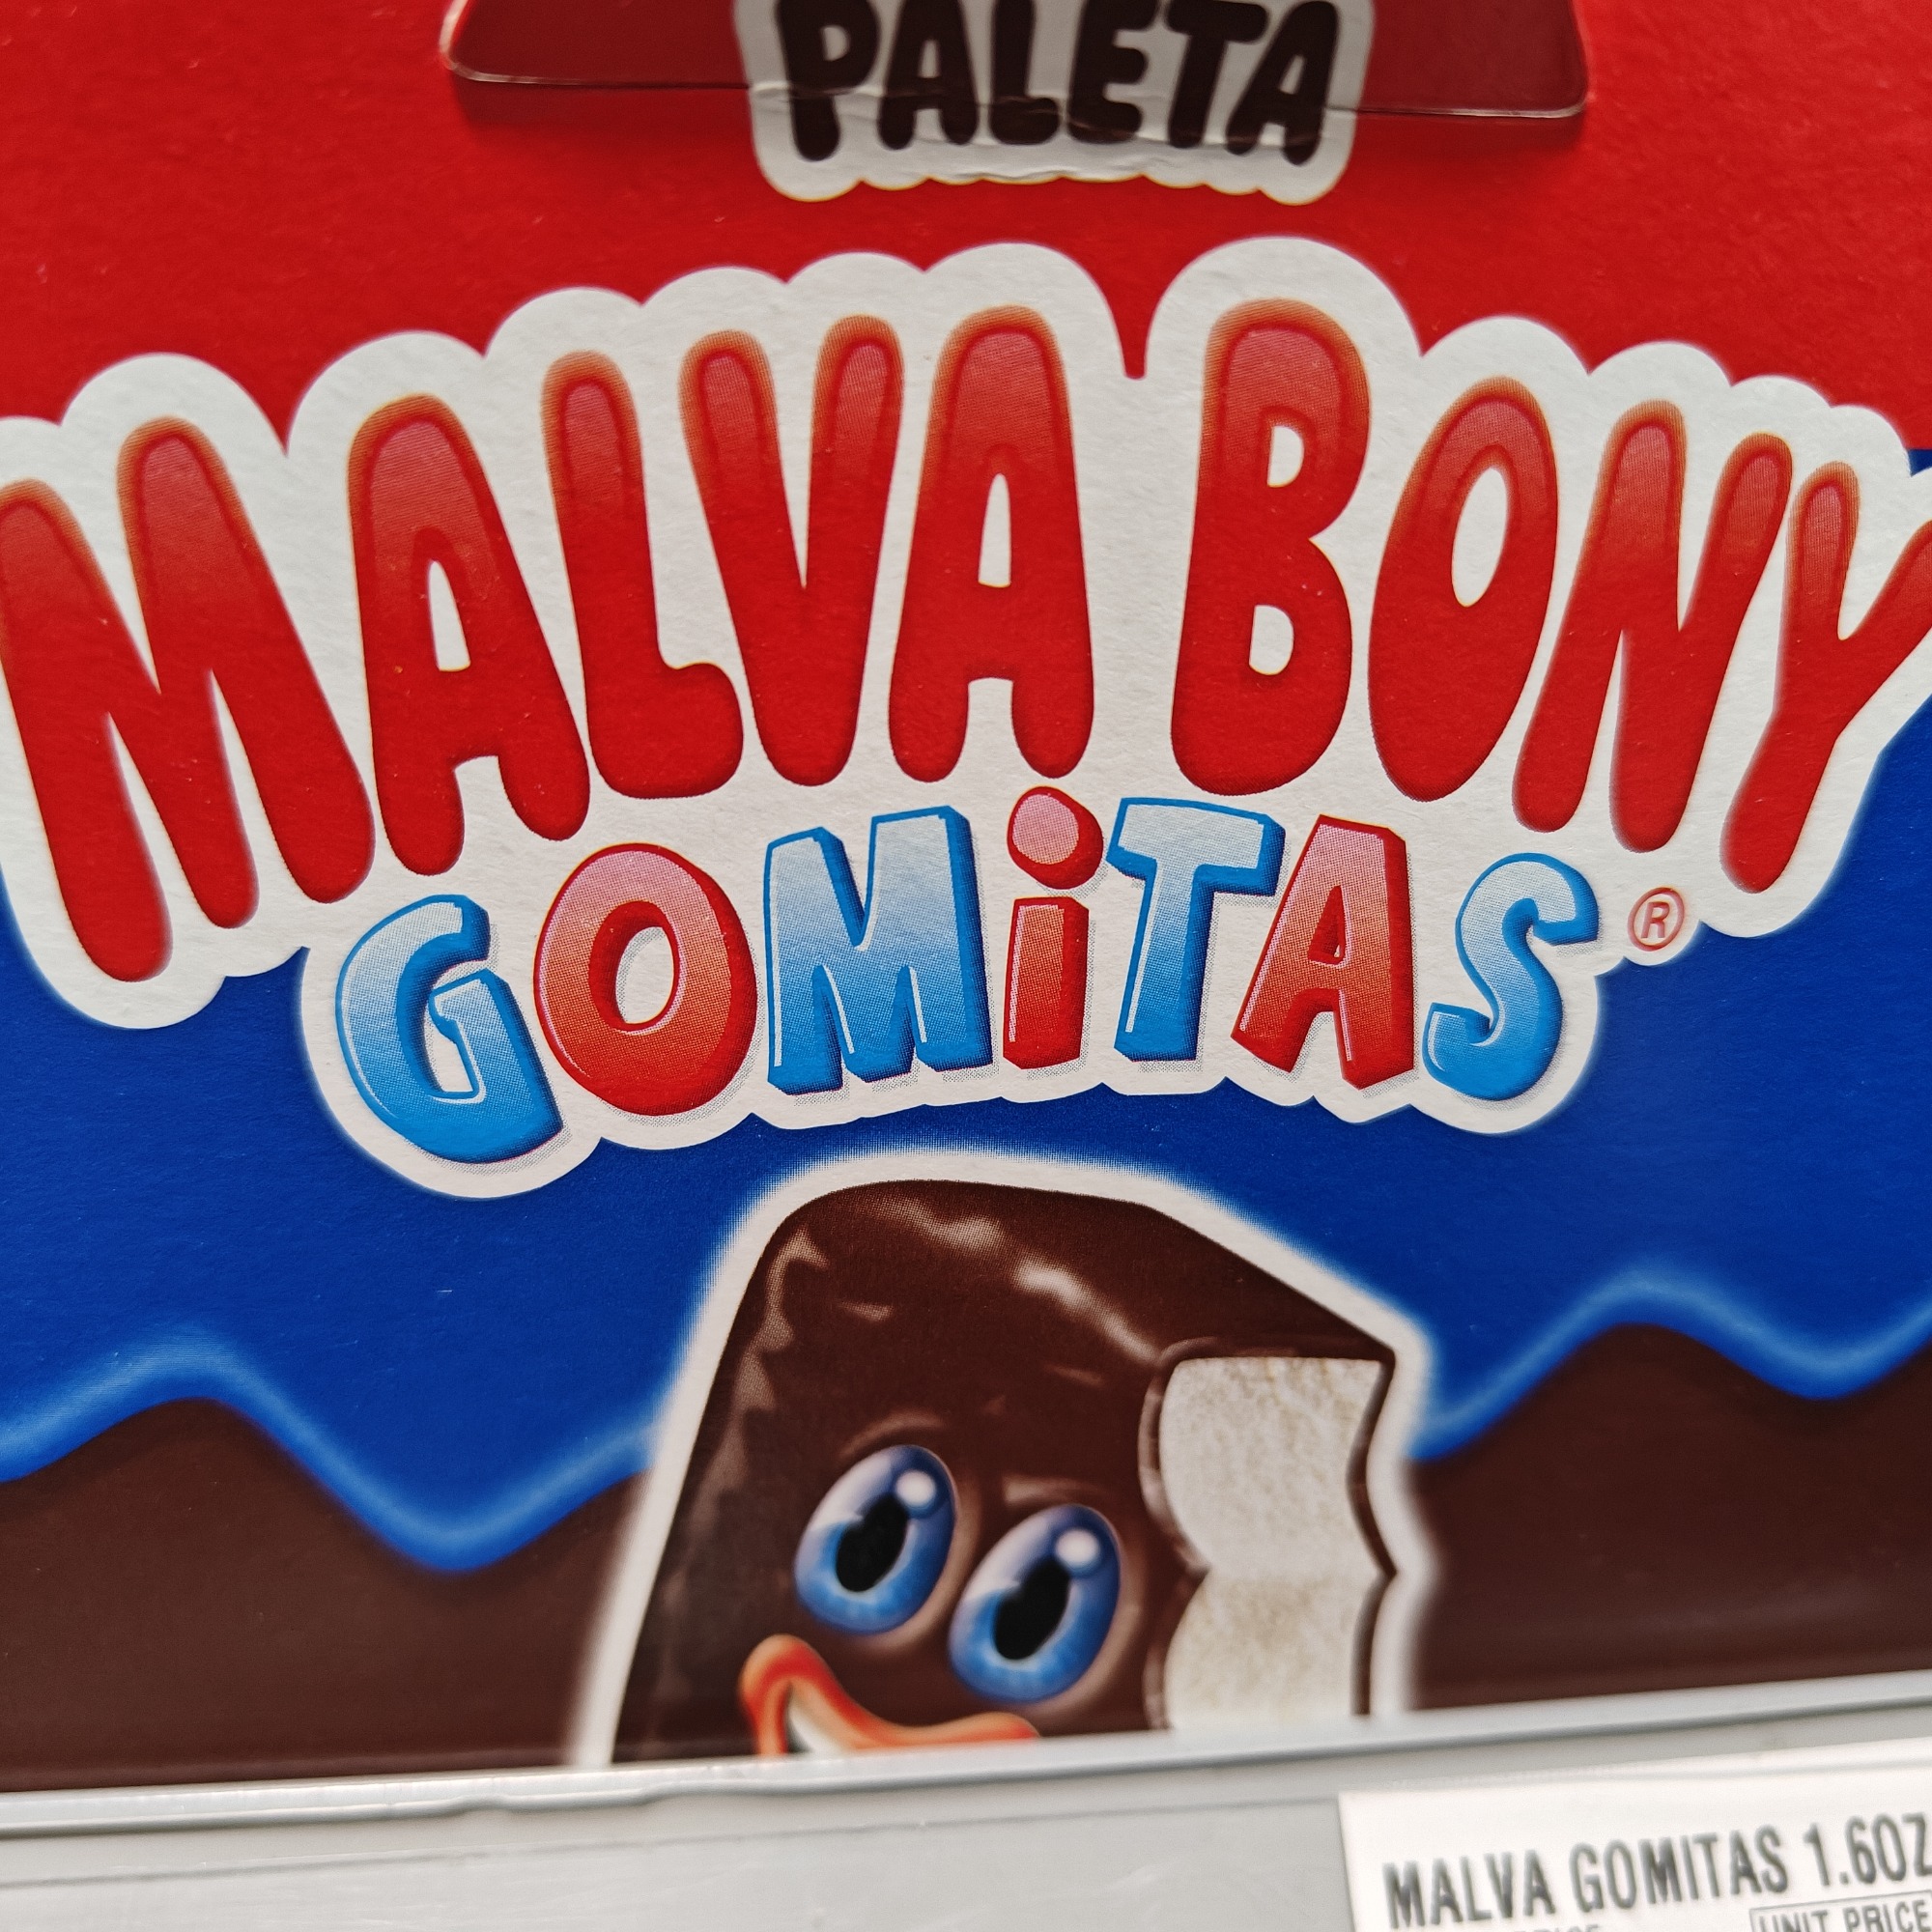 PALETA
MALVA BONY
GOMiTAS®
MALVA GOMITAS 1.6OZ
UNIT PRICE